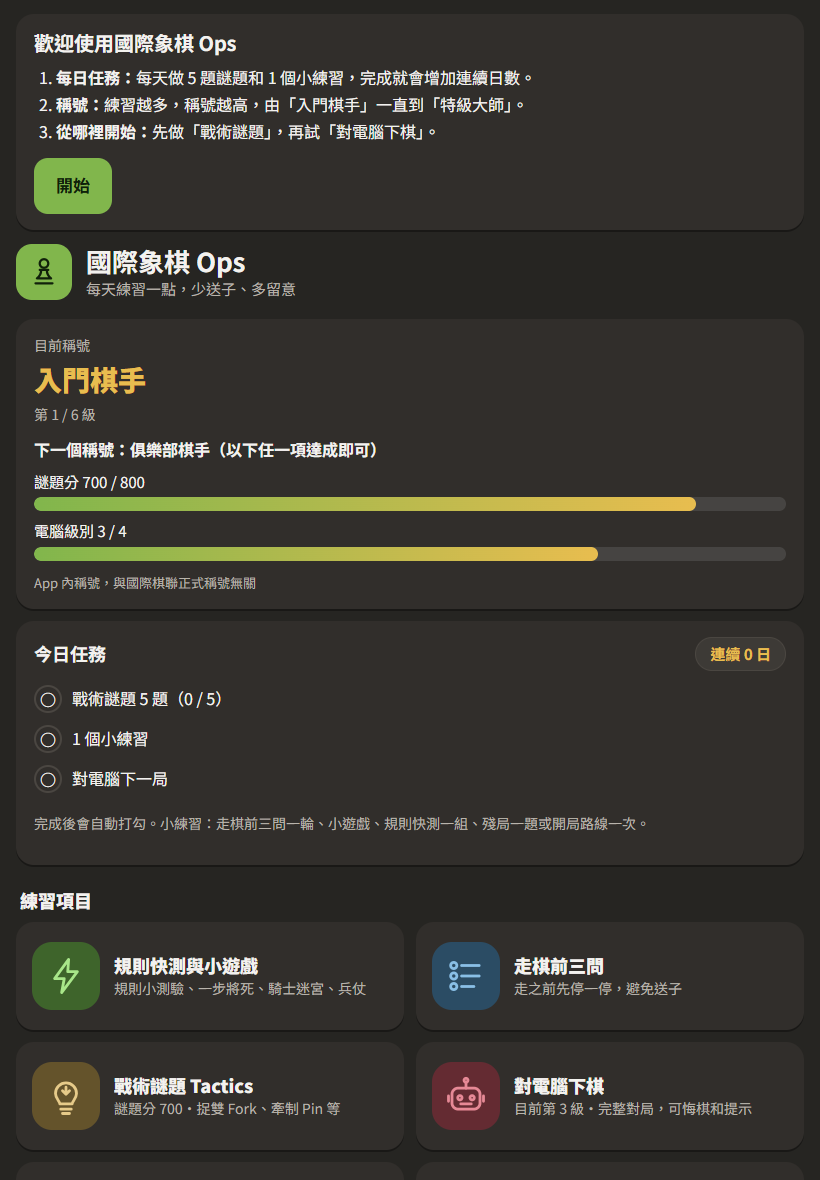 歡迎使用國際象棋 Ops
1. 每日任務：每天做 5 題謎題和 1 個小練習，完成就會增加連續日數。
2. 稱號：練習越多，稱號越高，由「入門棋手」一直到「特級大師」。
3. 從哪裡開始：先做「戰術謎題」，再試「對電腦下棋」。
開始
國際象棋 Ops
每天練習一點，少送子、多留意
目前稱號
入門棋手
第 1 / 6 級
下一個稱號：俱樂部棋手（以下任一項達成即可）
謎題分 700 / 800
電腦級別 3 / 4
App 內稱號，與國際棋聯正式稱號無關
今日任務
連續 0 日
戰術謎題 5 題（0 / 5）
1 個小練習
對電腦下一局
完成後會自動打勾。小練習：走棋前三問一輪、小遊戲、規則快測一組、殘局一題或開局路線一次。
練習項目
規則快測與小遊戲
規則小測驗、一步將死、騎士迷宮、兵仗
走棋前三問
走之前先停一停，避免送子
戰術謎題 Tactics
謎題分 700・捉雙 Fork、牽制 Pin 等
對電腦下棋
目前第 3 級・完整對局，可悔棋和提示